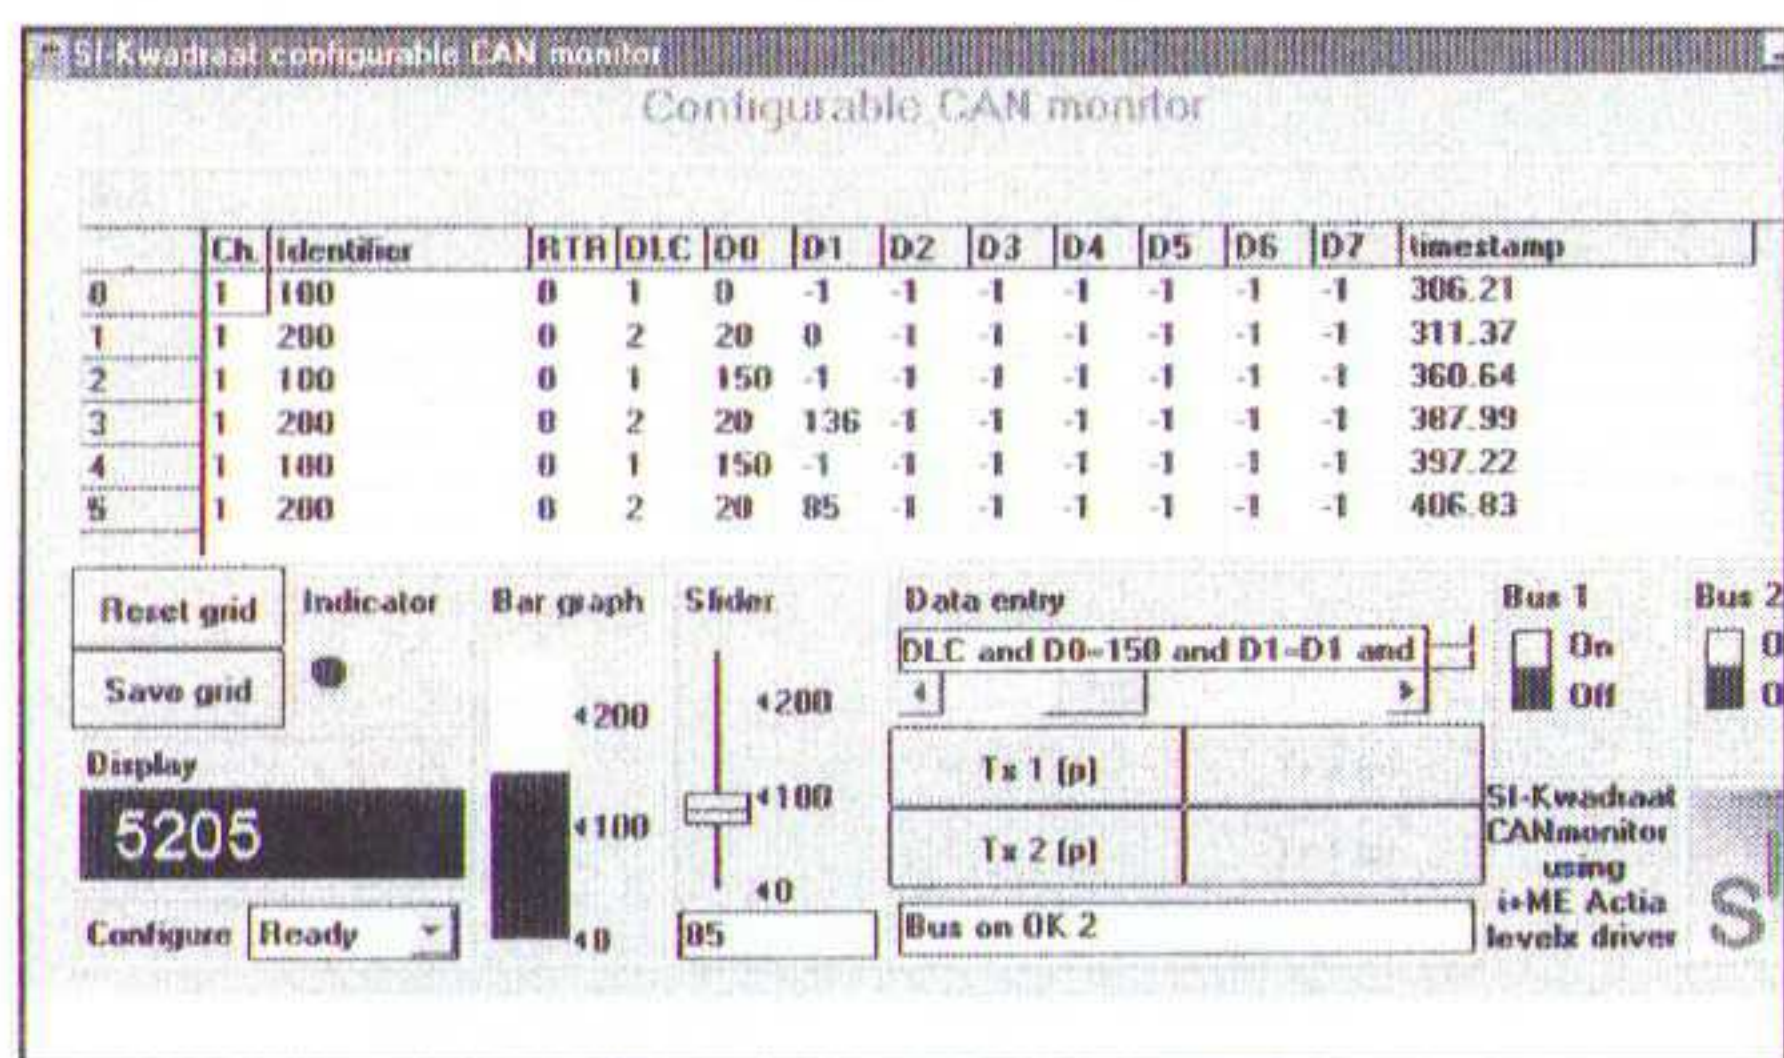 SI-Kwadraat configurable CAN monitor
Configurable CAN monitor
Ch. Identifier RTR DLC D0 D1 D2 D3 D4 D5 D6 D7 timestamp
0 1 100 0 1 0 -1 -1 -1 -1 -1 -1 -1 306.21
1 1 200 0 2 20 0 -1 -1 -1 -1 -1 -1 311.37
2 1 100 0 1 150 -1 -1 -1 -1 -1 -1 -1 360.64
3 1 200 0 2 20 136 -1 -1 -1 -1 -1 -1 387.99
4 1 100 0 1 150 -1 -1 -1 -1 -1 -1 -1 397.22
5 1 200 0 2 20 85 -1 -1 -1 -1 -1 -1 406.83
Reset grid
Save grid
Indicator
Display
5205
Configure Ready
Bar graph
200
100
0
Slider
200
100
0
85
Data entry
DLC and D0=150 and D1=D1 and
Tx 1 (p)
Tx 2 (p)
Bus on OK 2
Bus 1
On
Off
Bus 2
SI-Kwadraat
CANmonitor
using
i+ME Actia
levelx driver
S